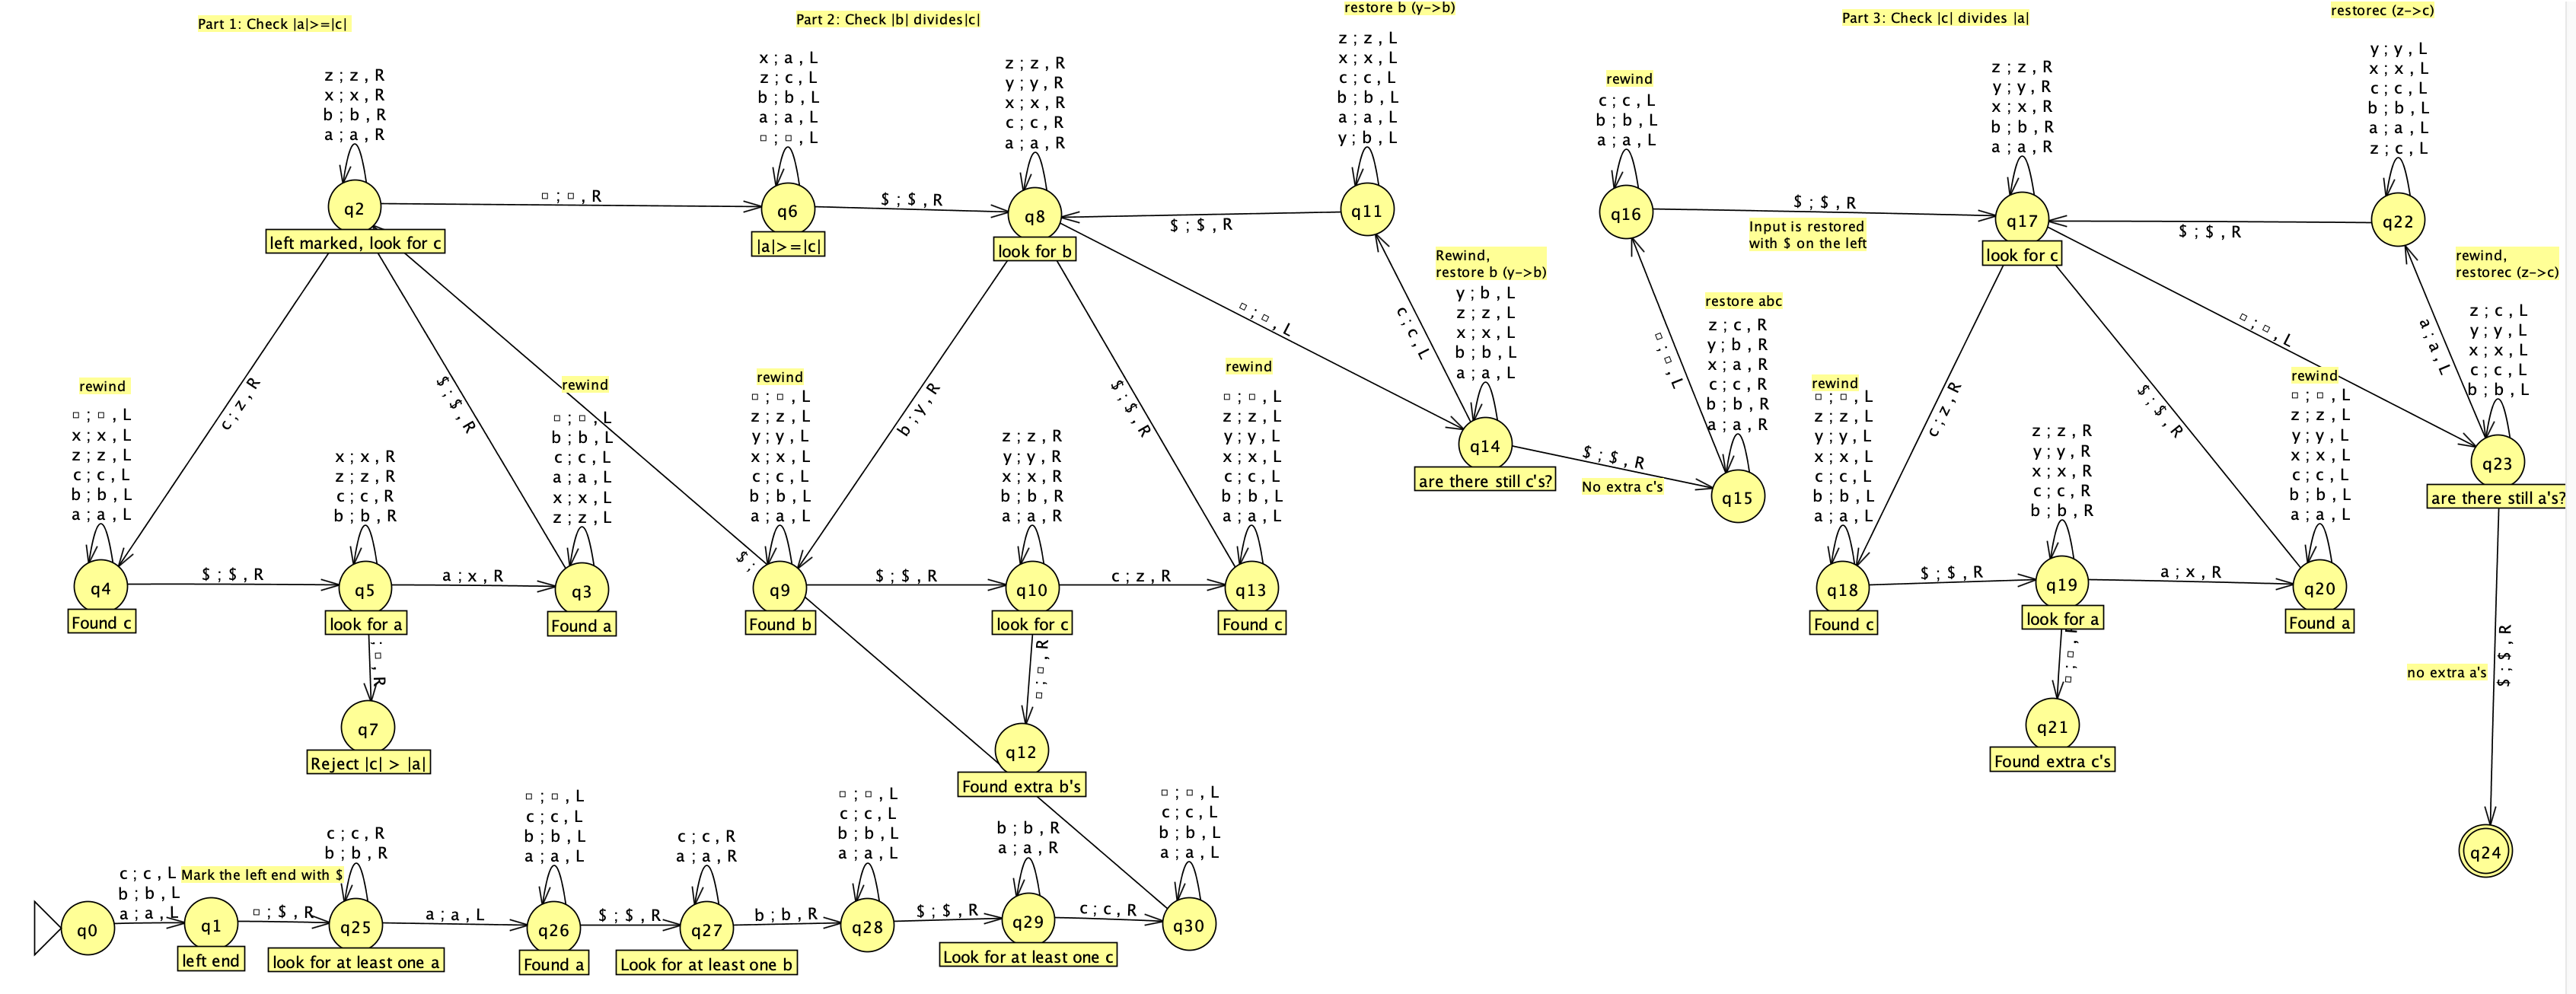 Part 1: Check |a|>=|c|
Part 2: Check |b| divides|c|
restore b (y->b)
Part 3: Check |c| divides |a|
restorec (z->c)
z ; z , R
x ; x , R
b ; b , R
a ; a , R
q2
left marked, look for c
□ ; □ , R
x ; a , L
z ; c , L
b ; b , L
a ; a , L
□ ; □ , L
q6
|a|>=|c|
$ ; $ , R
z ; z , R
y ; y , R
x ; x , R
c ; c , R
a ; a , R
q8
look for b
z ; z , L
x ; x , L
c ; c , L
b ; b , L
a ; a , L
y ; b , L
q11
$ ; $ , R
rewind
c ; c , L
b ; b , L
a ; a , L
q16
$ ; $ , R
Input is restored
with $ on the left
z ; z , R
y ; y , R
x ; x , R
b ; b , R
a ; a , R
q17
look for c
y ; y , L
x ; x , L
c ; c , L
b ; b , L
a ; a , L
z ; c , L
q22
$ ; $ , R
c ; z , R
$ ; $ , R
$ ;
b ; y , R
$ ; $ , R
□ ; □ , L
c ; c , L
Rewind,
restore b (y->b)
y ; b , L
z ; z , L
x ; x , L
b ; b , L
a ; a , L
q14
are there still c's?
$ ; $ , R
No extra c's
□ ; □ , L
restore abc
z ; c , R
y ; b , R
x ; a , R
c ; c , R
b ; b , R
a ; a , R
q15
c ; z , R
$ ; $ , R
□ ; □ , L
a ; a , L
rewind,
restorec (z->c)
z ; c , L
y ; y , L
x ; x , L
c ; c , L
b ; b , L
q23
are there still a's?
rewind
□ ; □ , L
x ; x , L
z ; z , L
c ; c , L
b ; b , L
a ; a , L
q4
Found c
$ ; $ , R
x ; x , R
z ; z , R
c ; c , R
b ; b , R
q5
look for a
a ; x , R
rewind
□ ; □ , L
b ; b , L
c ; c , L
a ; a , L
x ; x , L
z ; z , L
q3
Found a
; □ , R
q7
Reject |c| > |a|
rewind
□ ; □ , L
z ; z , L
y ; y , L
x ; x , L
c ; c , L
b ; b , L
a ; a , L
q9
Found b
$ ; $ , R
z ; z , R
y ; y , R
x ; x , R
b ; b , R
a ; a , R
q10
look for c
c ; z , R
rewind
□ ; □ , L
z ; z , L
y ; y , L
x ; x , L
c ; c , L
b ; b , L
a ; a , L
q13
Found c
□ ; □ , R
q12
Found extra b's
rewind
□ ; □ , L
z ; z , L
y ; y , L
x ; x , L
c ; c , L
b ; b , L
a ; a , L
q18
Found c
$ ; $ , R
z ; z , R
y ; y , R
x ; x , R
c ; c , R
b ; b , R
q19
look for a
a ; x , R
rewind
□ ; □ , L
z ; z , L
y ; y , L
x ; x , L
c ; c , L
b ; b , L
a ; a , L
q20
Found a
□ ; □ ,
q21
Found extra c's
no extra a's
$ ; $ , R
q24
q0
c ; c , L
b ; b , L
a ; a , L
Mark the left end with $
q1
left end
□ ; $ , R
c ; c , R
b ; b , R
q25
look for at least one a
a ; a , L
□ ; □ , L
c ; c , L
b ; b , L
a ; a , L
q26
Found a
$ ; $ , R
c ; c , R
a ; a , R
q27
Look for at least one b
b ; b , R
□ ; □ , L
c ; c , L
b ; b , L
a ; a , L
q28
$ ; $ , R
b ; b , R
a ; a , R
q29
Look for at least one c
c ; c , R
□ ; □ , L
c ; c , L
b ; b , L
a ; a , L
q30